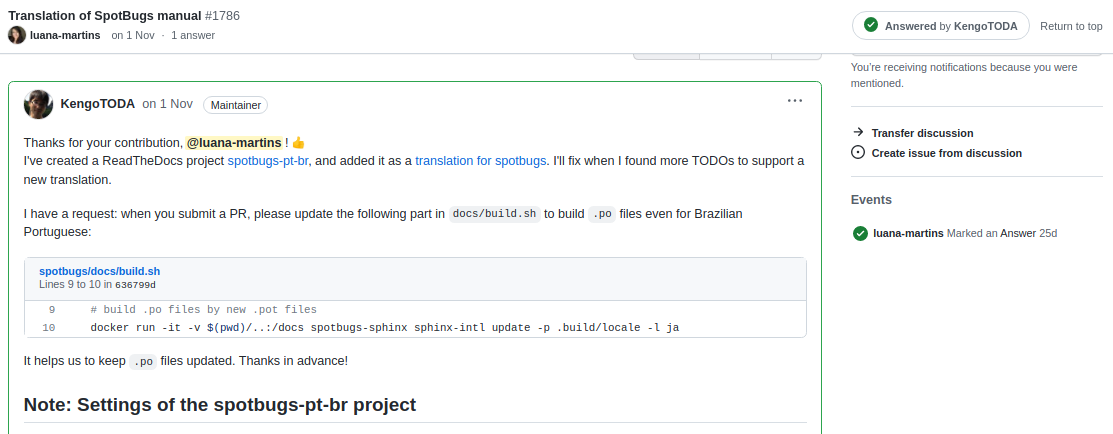 Translation of SpotBugs manual #1786
luana-martins on 1 Nov · 1 answer
Answered by KengoTODA
Return to top
KengoTODA on 1 Nov Maintainer
Thanks for your contribution, @luana-martins ! 👍
I've created a ReadTheDocs project spotbugs-pt-br, and added it as a translation for spotbugs. I'll fix when I found more TODOs to support a
new translation.
I have a request: when you submit a PR, please update the following part in docs/build.sh to build .po files even for Brazilian
Portuguese:
spotbugs/docs/build.sh
Lines 9 to 10 in 636799d
9 # build .po files by new .pot files
10 docker run -it -v $(pwd)/..:/docs spotbugs-sphinx sphinx-intl update -p .build/locale -l ja
It helps us to keep .po files updated. Thanks in advance!
Note: Settings of the spotbugs-pt-br project
You're receiving notifications because you were
mentioned.
Transfer discussion
Create issue from discussion
Events
luana-martins Marked an Answer 25d